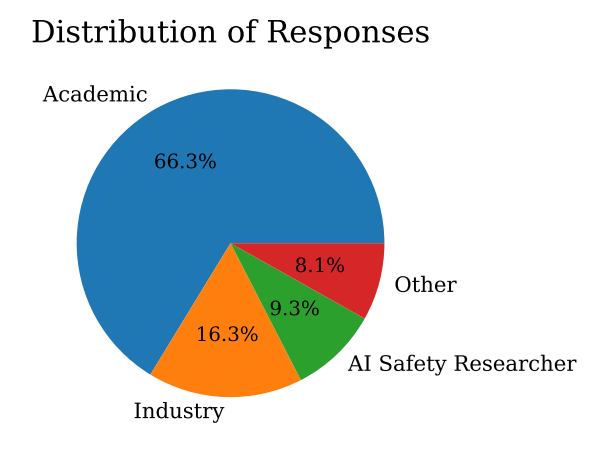 Distribution of Responses
Academic
66.3%
8.1%
Other
9.3%
16.3%
AI Safety Researcher
Industry